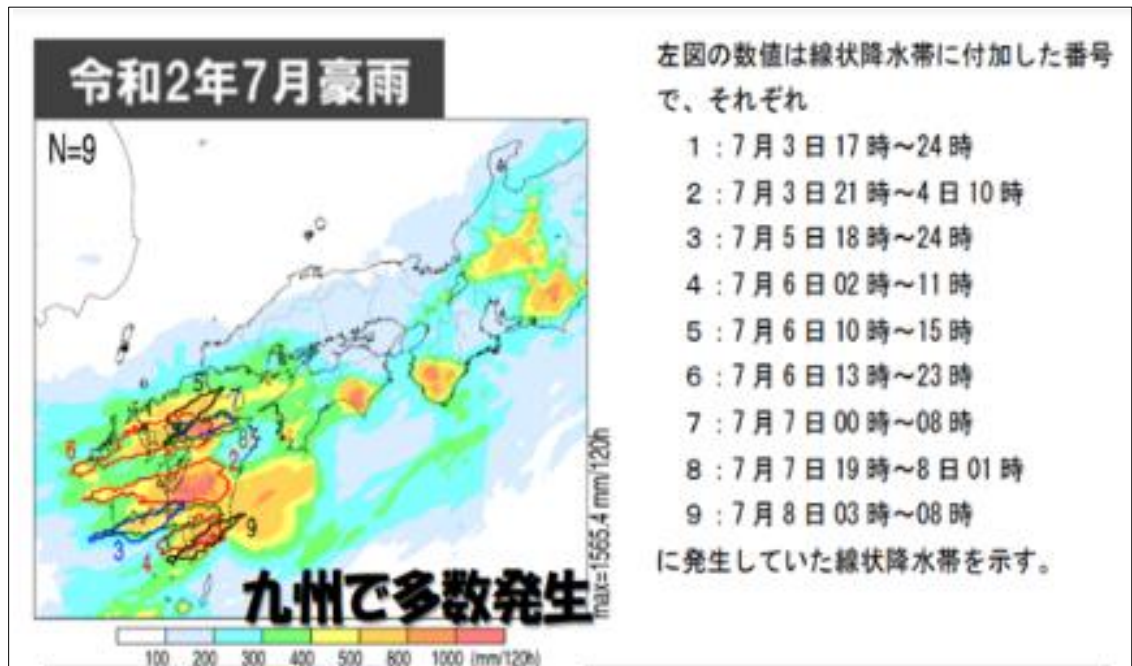 令和2年7月豪雨
N=9
5
7
8
6
2
9
3
4
九州で多数発生
max=1565.4 mm/120h
100 200 300 400 500 600 1000 (mm/120h)
左図の数値は線状降水帯に付加した番号
で、それぞれ
1：7月3日17時～24時
2：7月3日21時～4日10時
3：7月5日18時～24時
4：7月6日02時～11時
5：7月6日10時～15時
6：7月6日13時～23時
7：7月7日00時～08時
8：7月7日19時～8日01時
9：7月8日03時～08時
に発生していた線状降水帯を示す。